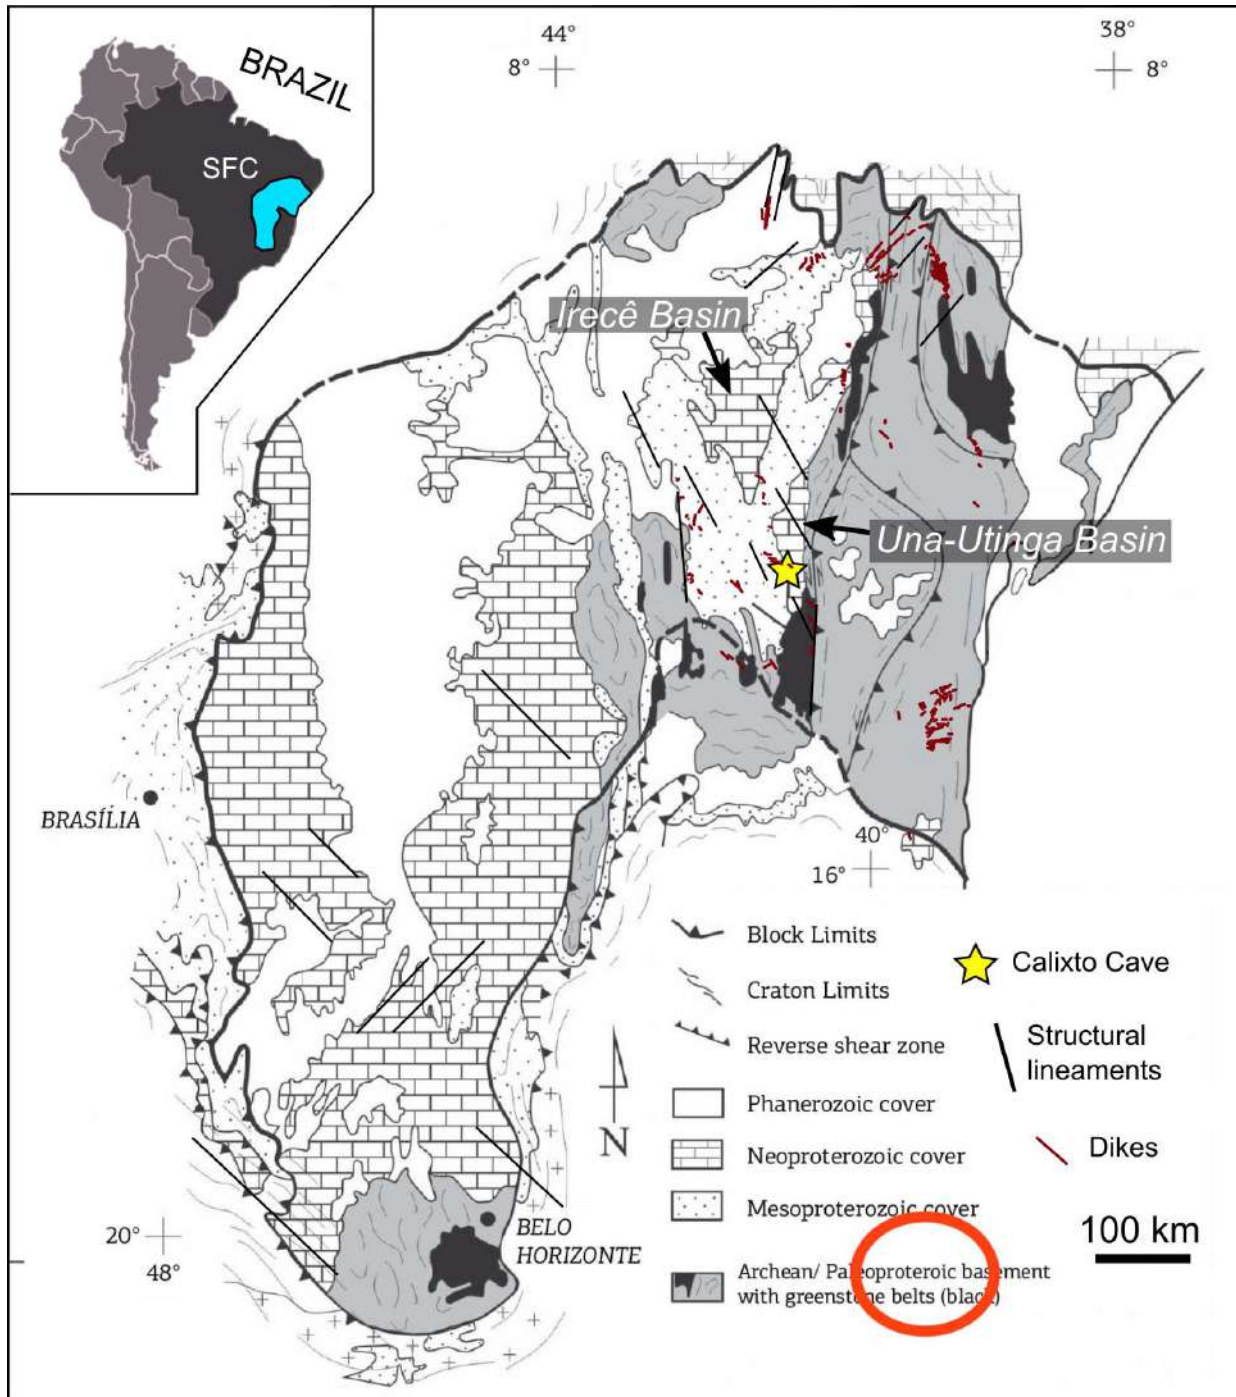 BRAZIL
SFC
44°
8°
38°
8°
Irecê Basin
Una-Utinga Basin
BRASÍLIA
40°
16°
Block Limits
Craton Limits
Reverse shear zone
Phanerozoic cover
Neoproterozoic cover
Mesoproterozoic cover
Archean/ Paleoproteroic basement
with greenstone belts (black)
Calixto Cave
Structural
lineaments
Dikes
100 km
N
BELO
HORIZONTE
20°
48°